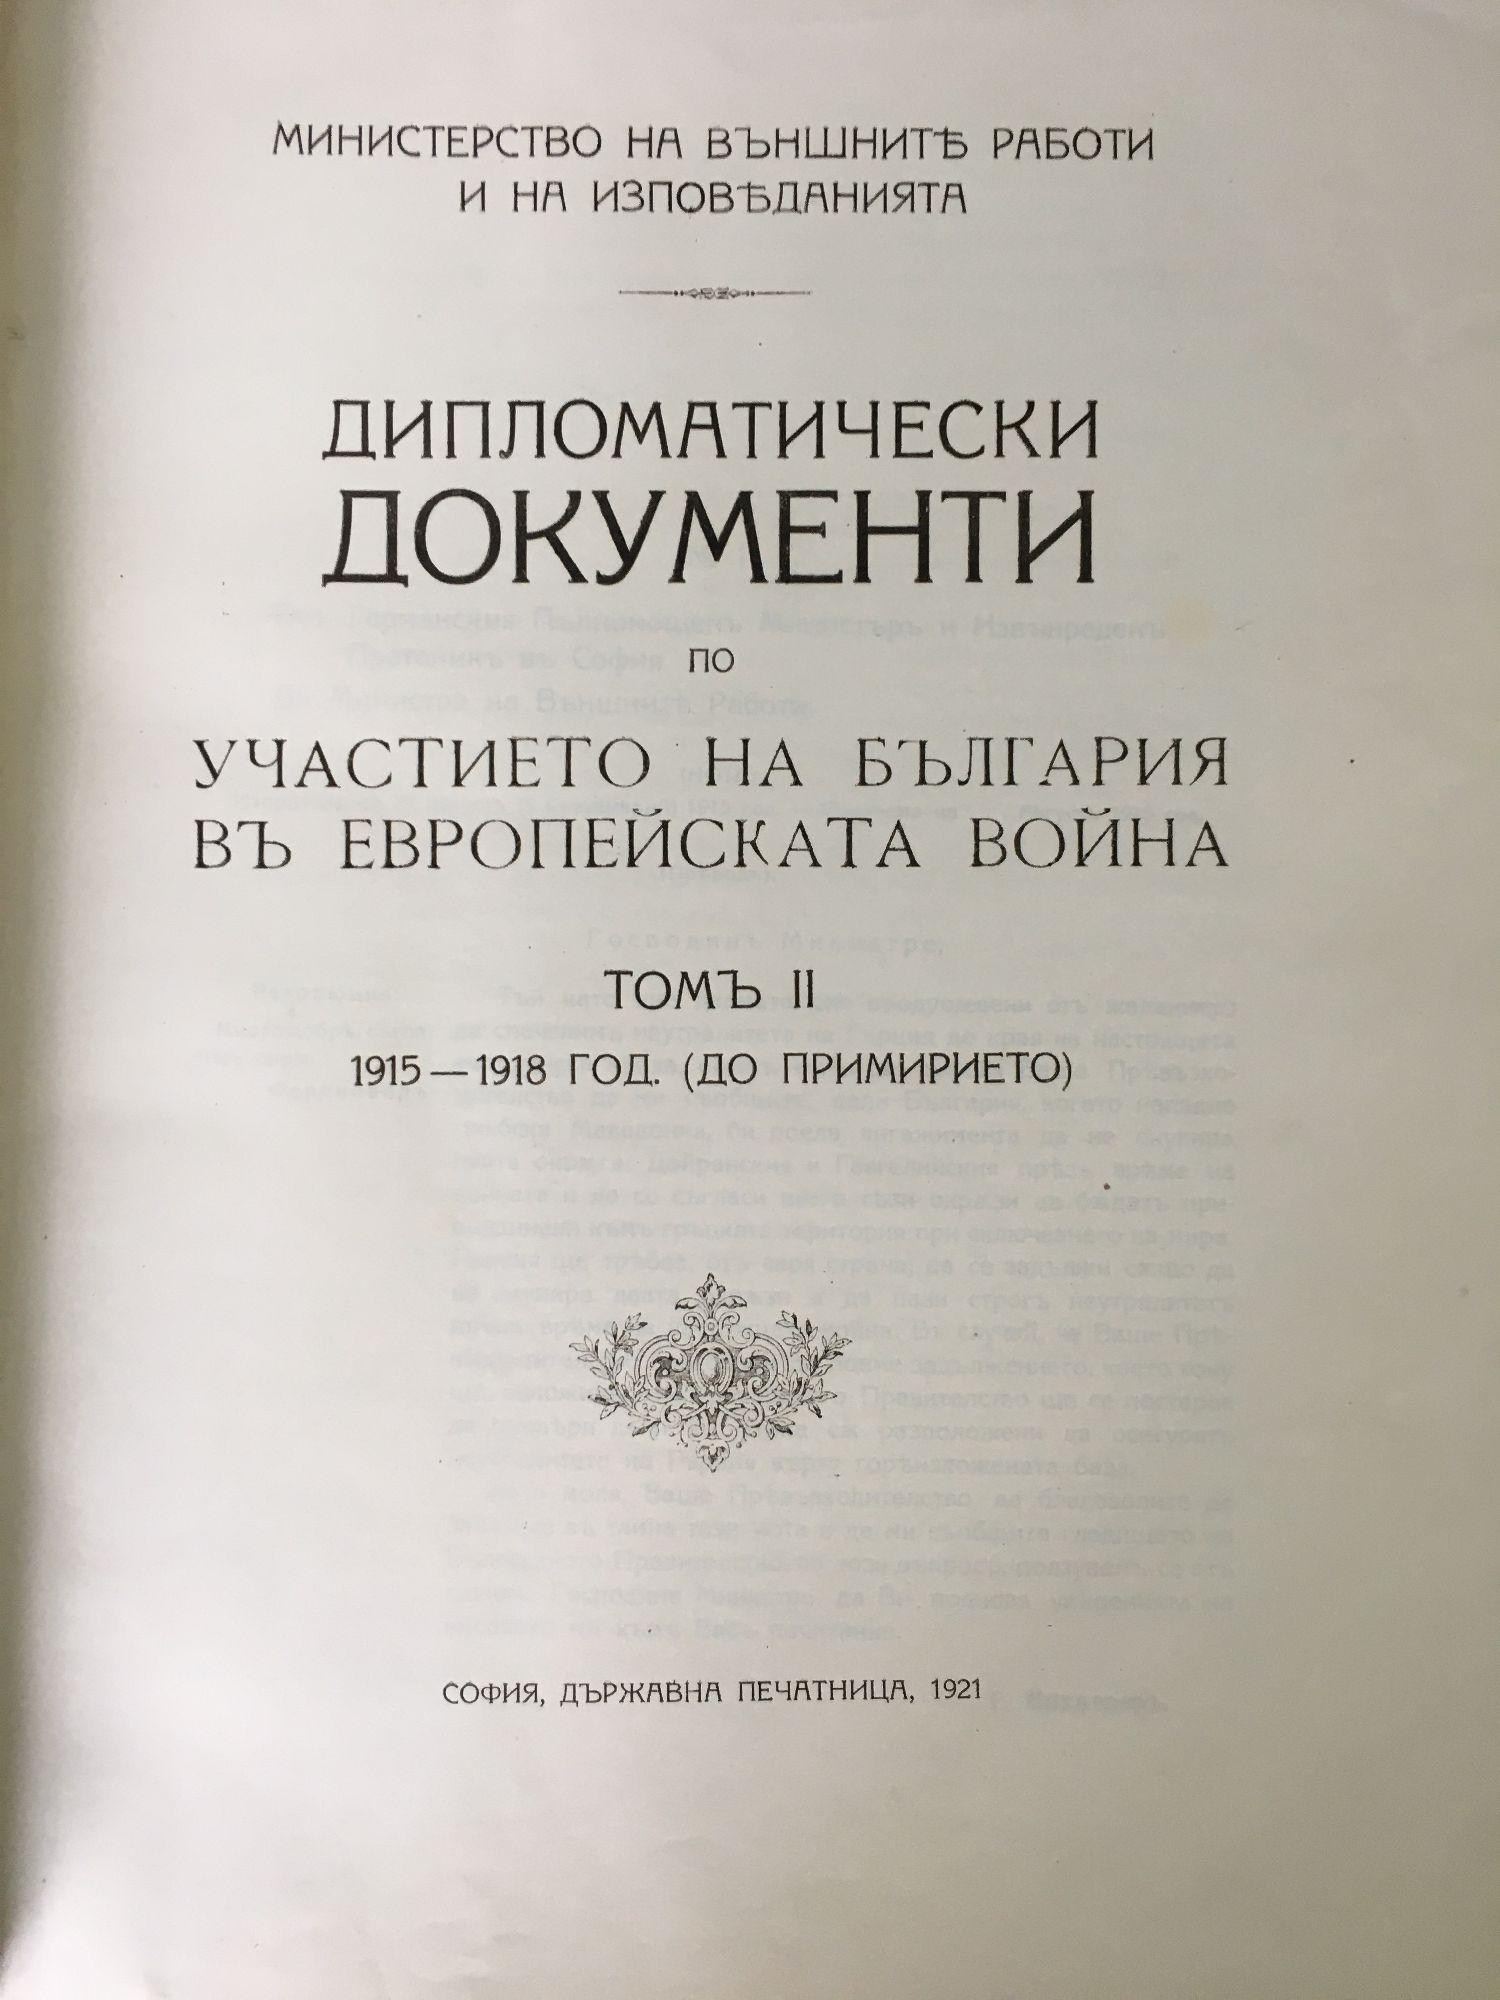 МИНИСТЕРСТВО НА ВЪНШНИТѢ РАБОТИ
И НА ИЗПОВѢДАНИЯТА
ДИПЛОМАТИЧЕСКИ
ДОКУМЕНТИ
ПО
УЧАСТИЕТО НА БЪЛГАРИЯ
ВЪ ЕВРОПЕЙСКАТА ВОЙНА
ТОМЪ II
1915—1918 ГОД. (ДО ПРИМИРИЕТО)
СОФИЯ, ДЪРЖАВНА ПЕЧАТНИЦА, 1921